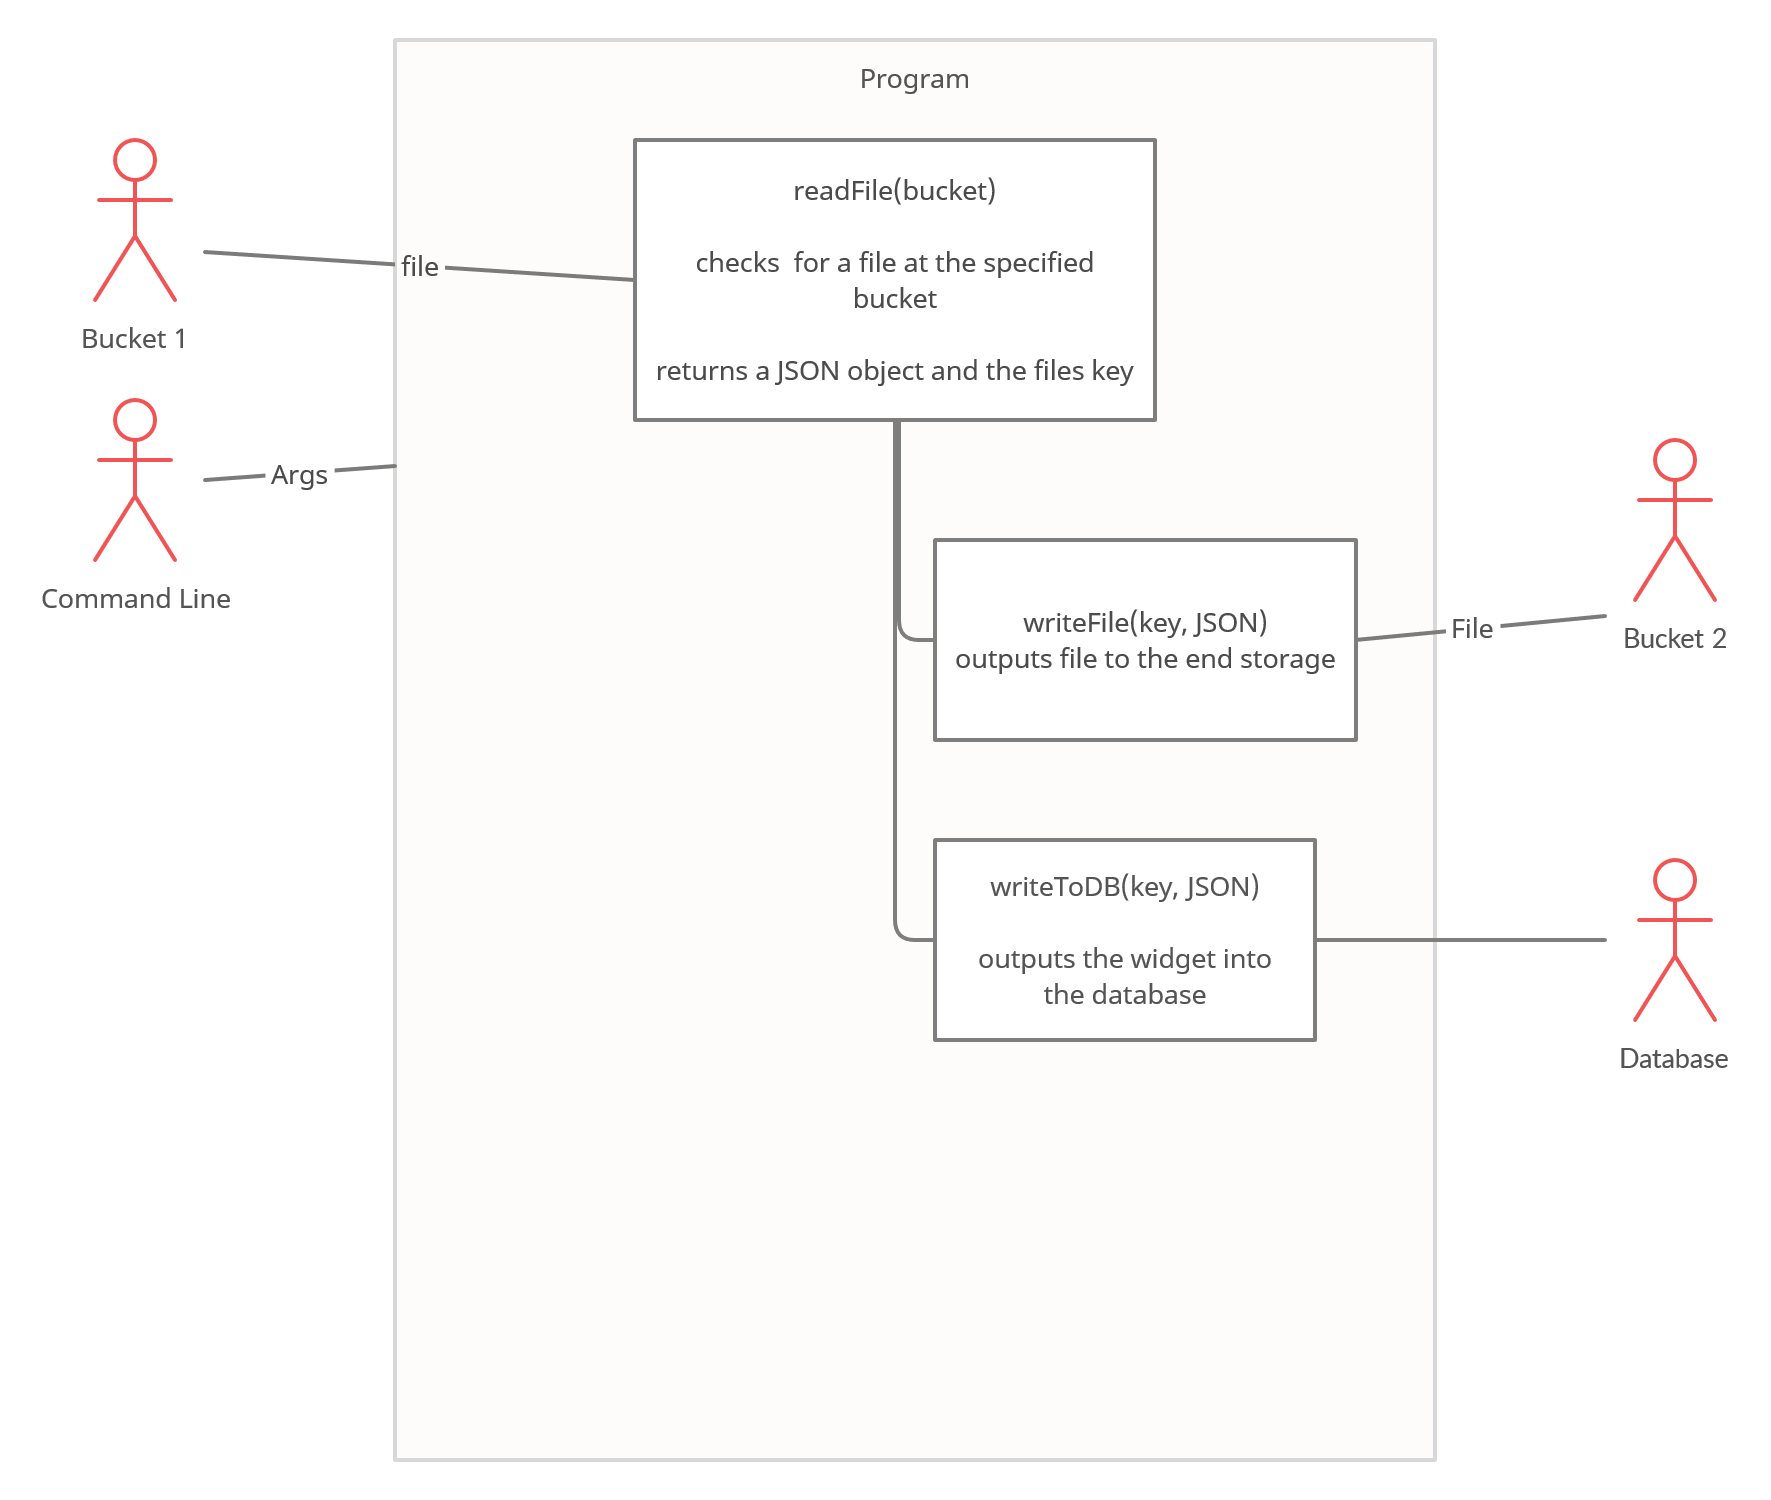 Program
readFile(bucket)
checks  for a file at the specified
bucket
returns a JSON object and the files key
file
Bucket 1
Args
Command Line
writeFile(key, JSON)
outputs file to the end storage
File
Bucket 2
writeToDB(key, JSON)
outputs the widget into
the database
Database